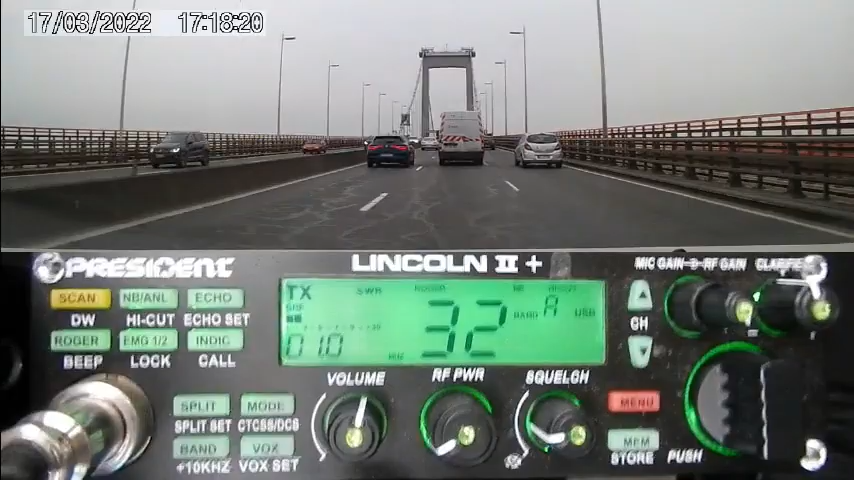 17/03/2022 17:18:20
PRESIDENT LINCOLN II + MIC GAIN RF GAIN CLARIFIER
SCAN NB/ANL ECHO
DW HI-CUT ECHO SET
ROGER EMG 1/2 INDIC
BEEP LOCK CALL
TX SWR
32 BAND A USB
010
CH
VOLUME RF PWR SQUELCH
SPLIT MODE
SPLIT SET CTCSS/DCS
BAND VOX
+10KHZ VOX SET
MENU
MEM
STORE PUSH